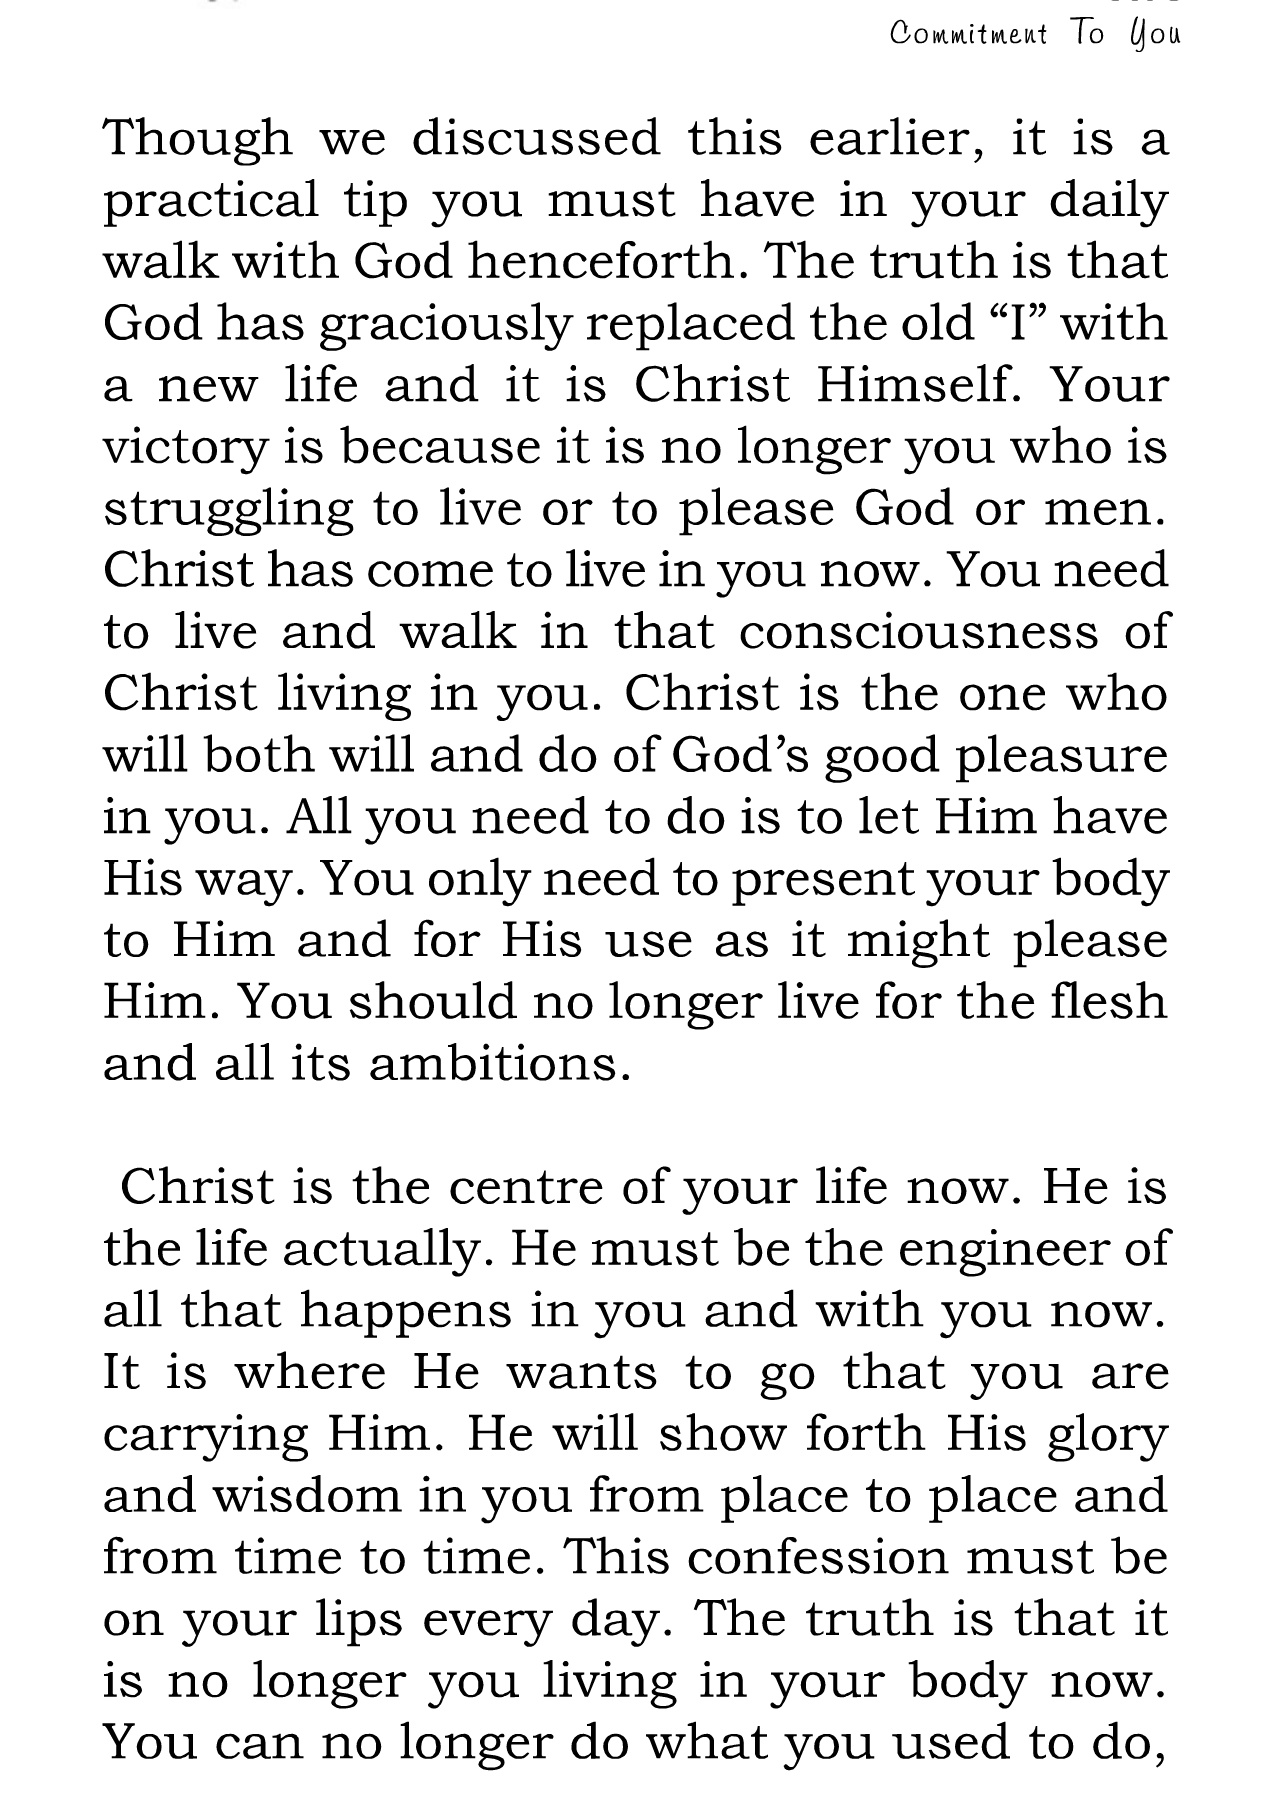 Commitment To You
Though we discussed this earlier, it is a
practical tip you must have in your daily
walk with God henceforth. The truth is that
God has graciously replaced the old “I” with
a new life and it is Christ Himself. Your
victory is because it is no longer you who is
struggling to live or to please God or men.
Christ has come to live in you now. You need
to live and walk in that consciousness of
Christ living in you. Christ is the one who
will both will and do of God’s good pleasure
in you. All you need to do is to let Him have
His way. You only need to present your body
to Him and for His use as it might please
Him. You should no longer live for the flesh
and all its ambitions.
Christ is the centre of your life now. He is
the life actually. He must be the engineer of
all that happens in you and with you now.
It is where He wants to go that you are
carrying Him. He will show forth His glory
and wisdom in you from place to place and
from time to time. This confession must be
on your lips every day. The truth is that it
is no longer you living in your body now.
You can no longer do what you used to do,